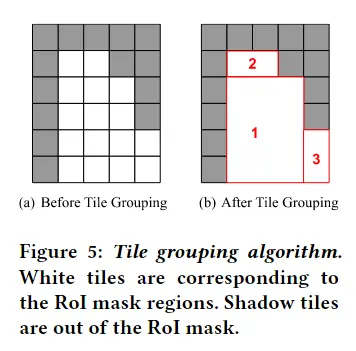 2
1
3
(a) Before Tile Grouping
(b) After Tile Grouping
Figure 5: Tile grouping algorithm.
White tiles are corresponding to
the RoI mask regions. Shadow tiles
are out of the RoI mask.